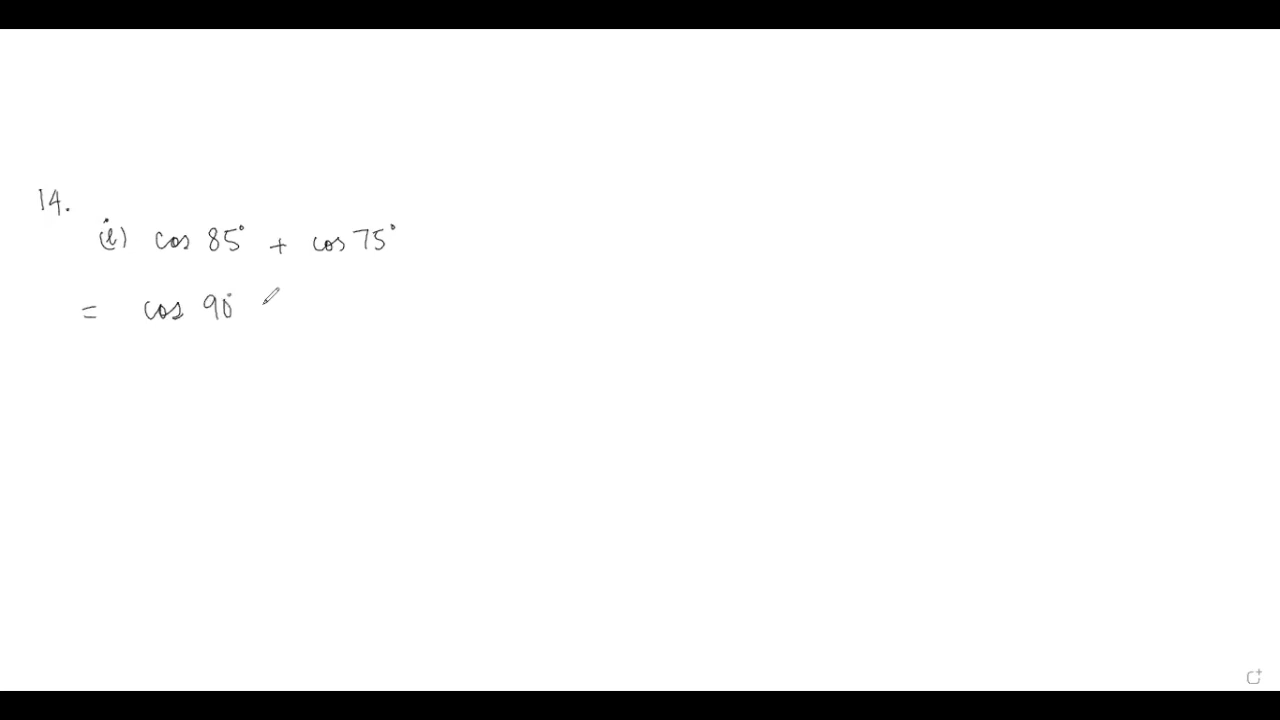 14.
(i) cos 85° + cos 75°
= cos 90